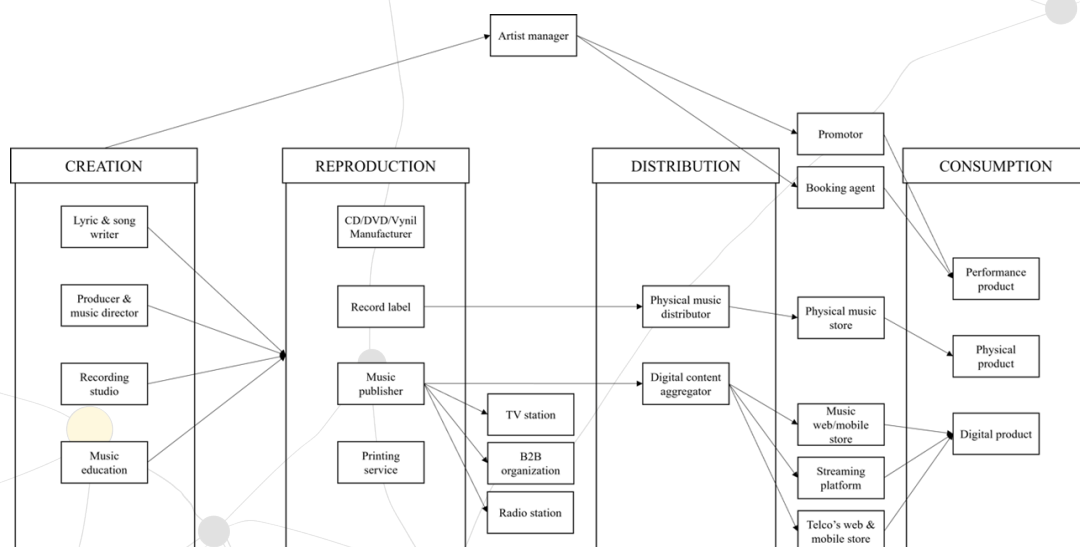 Artist manager
Promotor
CREATION
REPRODUCTION
DISTRIBUTION
CONSUMPTION
Booking agent
Lyric & song
writer
CD/DVD/Vynil
Manufacturer
Performance
product
Producer &
music director
Record label
Physical music
distributor
Physical music
store
Physical
product
Recording
studio
Music
publisher
Digital content
aggregator
TV station
Music
web/mobile
store
Digital product
Music
education
Printing
service
B2B
organization
Streaming
platform
Radio station
Telco's web &
mobile store